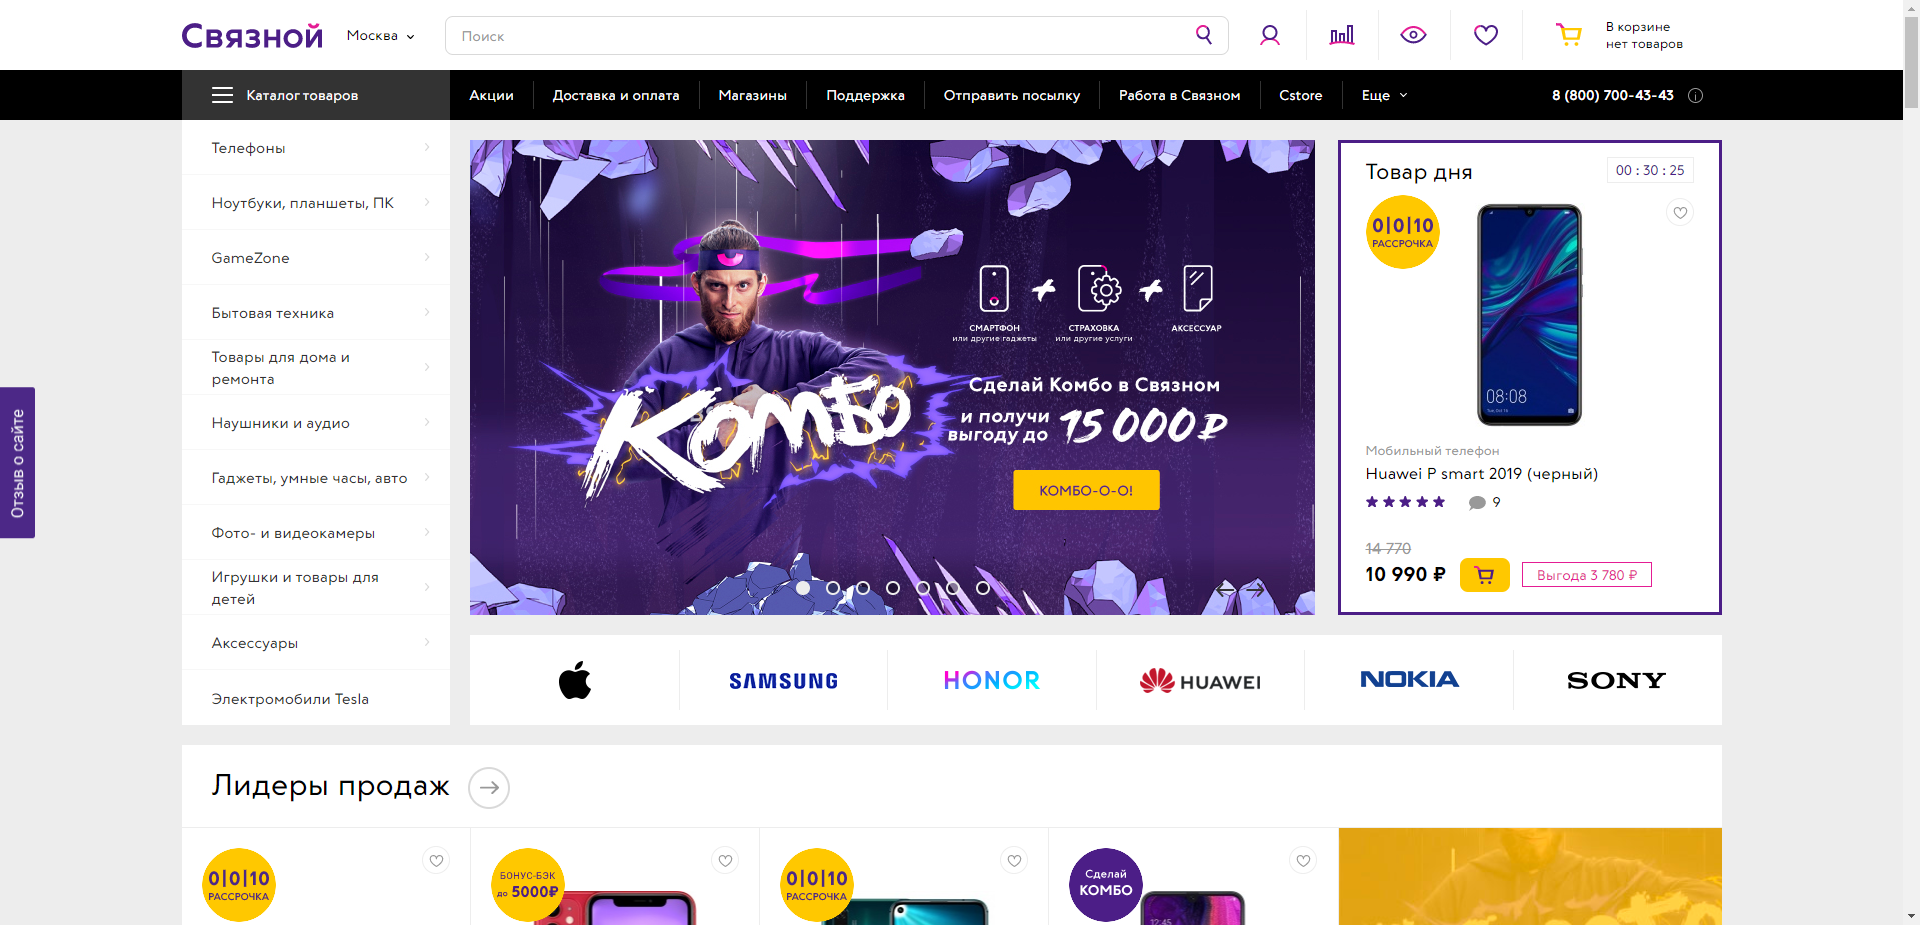 Связной
Москва
Поиск
В корзине
нет товаров
Каталог товаров
Акции
Доставка и оплата
Магазины
Поддержка
Отправить посылку
Работа в Связном
Cstore
Еще
8 (800) 700-43-43
Телефоны
Ноутбуки, планшеты, ПК
GameZone
Бытовая техника
Товары для дома и
ремонта
Наушники и аудио
Гаджеты, умные часы, авто
Фото- и видеокамеры
Игрушки и товары для
детей
Аксессуары
Электромобили Tesla
Отзыв о сайте
СМАРТФОН
или другие гаджеты
СТРАХОВКА
или другие услуги
АКСЕССУАР
Комбо
Сделай Комбо в Связном
и получи
выгоду до
15 000 ₽
КОМБО-О-О!
Товар дня
00 : 30 : 25
0|0|10
РАССРОЧКА
08:08
Мобильный телефон
Huawei P smart 2019 (черный)
9
14 770
10 990 ₽
Выгода 3 780 ₽
SAMSUNG
HONOR
HUAWEI
NOKIA
SONY
Лидеры продаж
0|0|10
РАССРОЧКА
БОНУС-БЭК
до 5000₽
0|0|10
РАССРОЧКА
Сделай
КОМБО
12:45